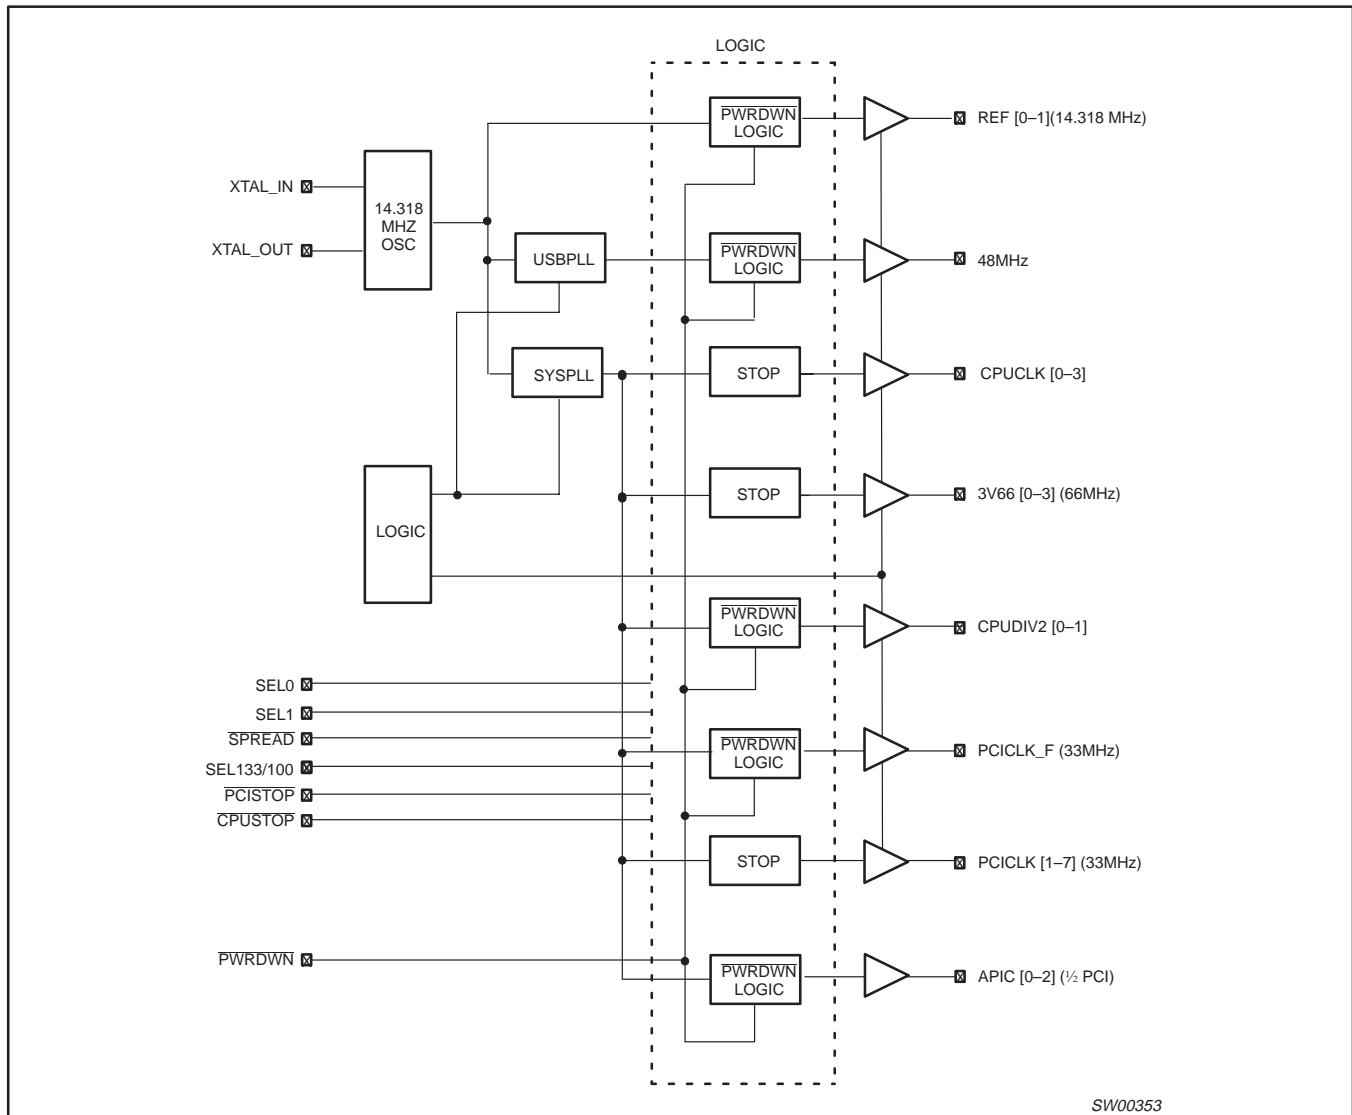 LOGIC
PWRDWN
LOGIC
REF [0–1](14.318 MHz)
XTAL_IN
XTAL_OUT
14.318
MHZ
OSC
USBPLL
PWRDWN
LOGIC
48MHz
SYSPLL
STOP
CPUCLK [0–3]
LOGIC
STOP
3V66 [0–3] (66MHz)
PWRDWN
LOGIC
CPUDIV2 [0–1]
SEL0
SEL1
SPREAD
SEL133/100
PCISTOP
CPUSTOP
PWRDWN
LOGIC
PCICLK_F (33MHz)
STOP
PCICLK [1–7] (33MHz)
PWRDWN
PWRDWN
LOGIC
APIC [0–2] (½ PCI)
SW00353